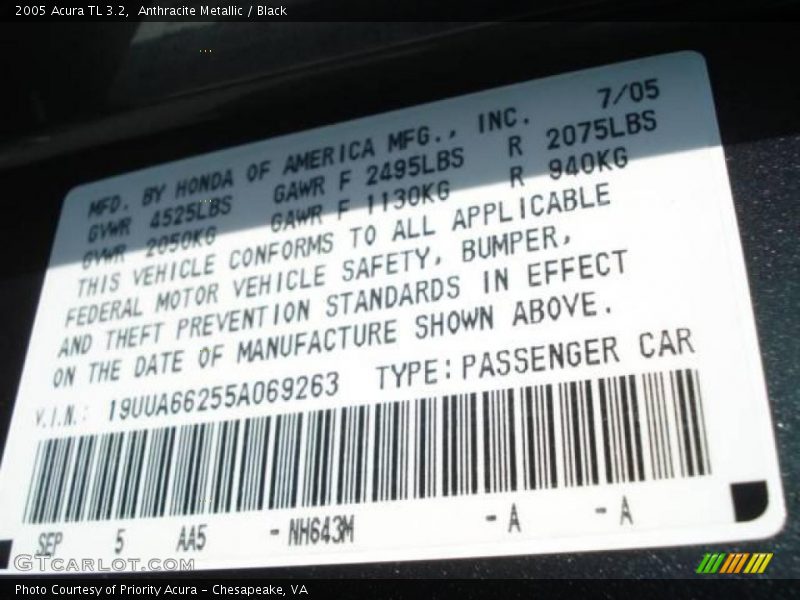 2005 Acura TL 3.2, Anthracite Metallic / Black
7/05
MFD. BY HONDA OF AMERICA MFG., INC.
GVWR 4525LBS GAWR F 2495LBS R 2075LBS
GVWR 2050KG GAWR F 1130KG R 940KG
THIS VEHICLE CONFORMS TO ALL APPLICABLE
FEDERAL MOTOR VEHICLE SAFETY, BUMPER,
AND THEFT PREVENTION STANDARDS IN EFFECT
ON THE DATE OF MANUFACTURE SHOWN ABOVE.
V.I.N.: 19UUA66255A069263 TYPE:PASSENGER CAR
SEP 5 AA5 -NH643M -A -A
GTCARLOT.COM
Photo Courtesy of Priority Acura - Chesapeake, VA